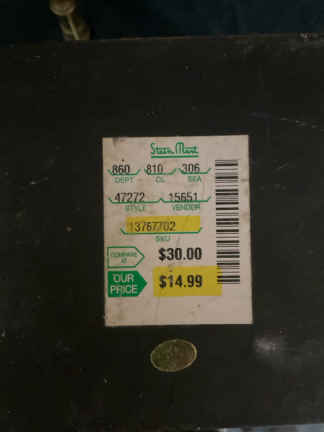 Stein Mart
860 810 306
DEPT CL SEA
47272 15651
STYLE VENDOR
13767702
SKU
COMPARE AT $30.00
OUR PRICE $14.99